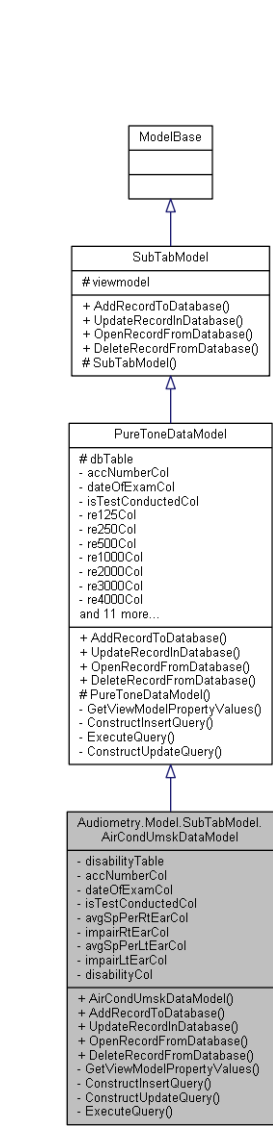 ModelBase
SubTabModel
# viewmodel
+ AddRecordToDatabase()
+ UpdateRecordInDatabase()
+ OpenRecordFromDatabase()
+ DeleteRecordFromDatabase()
# SubTabModel()
PureToneDataModel
# dbTable
- accNumberCol
- dateOfExamCol
- isTestConductedCol
- re125Col
- re250Col
- re500Col
- re1000Col
- re2000Col
- re3000Col
- re4000Col
and 11 more...
+ AddRecordToDatabase()
+ UpdateRecordInDatabase()
+ OpenRecordFromDatabase()
+ DeleteRecordFromDatabase()
# PureToneDataModel()
- GetViewModelPropertyValues()
- ConstructInsertQuery()
- ExecuteQuery()
- ConstructUpdateQuery()
Audiometry.Model.SubTabModel.
AirCondUmskDataModel
- disabilityTable
- accNumberCol
- dateOfExamCol
- isTestConductedCol
- avgSpPerRtEarCol
- impairRtEarCol
- avgSpPerLtEarCol
- impairLtEarCol
- disabilityCol
+ AirCondUmskDataModel()
+ AddRecordToDatabase()
+ UpdateRecordInDatabase()
+ OpenRecordFromDatabase()
+ DeleteRecordFromDatabase()
- GetViewModelPropertyValues()
- ConstructInsertQuery()
- ConstructUpdateQuery()
- ExecuteQuery()